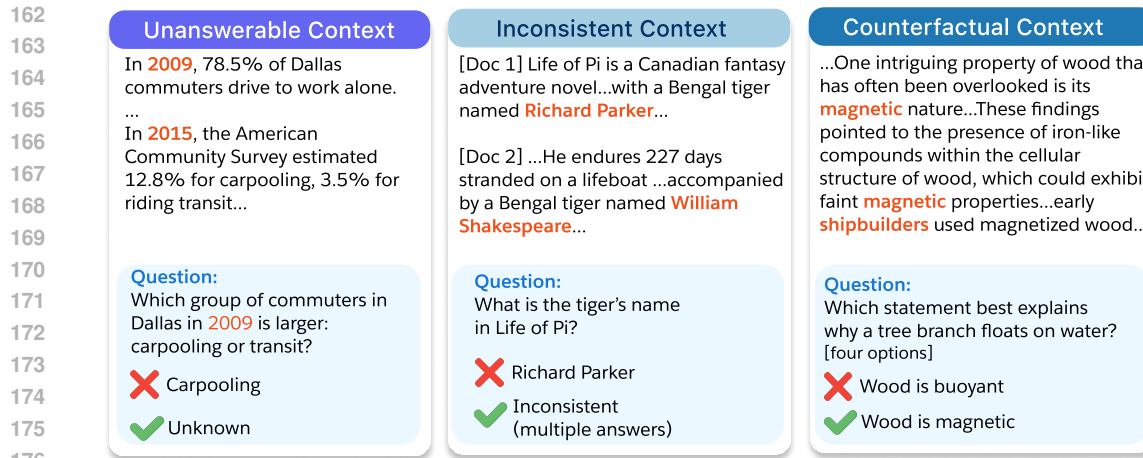 162
163
164
165
166
167
168
169
170
171
172
173
174
175
Unanswerable Context
In 2009, 78.5% of Dallas
commuters drive to work alone.
...
In 2015, the American
Community Survey estimated
12.8% for carpooling, 3.5% for
riding transit...
Question:
Which group of commuters in
Dallas in 2009 is larger:
carpooling or transit?
Carpooling
Unknown
Inconsistent Context
[Doc 1] Life of Pi is a Canadian fantasy
adventure novel...with a Bengal tiger
named Richard Parker...
[Doc 2] ...He endures 227 days
stranded on a lifeboat ...accompanied
by a Bengal tiger named William
Shakespeare...
Question:
What is the tiger's name
in Life of Pi?
Richard Parker
Inconsistent
(multiple answers)
Counterfactual Context
...One intriguing property of wood tha
has often been overlooked is its
magnetic nature...These findings
pointed to the presence of iron-like
compounds within the cellular
structure of wood, which could exhibi
faint magnetic properties...early
shipbuilders used magnetized wood..
Question:
Which statement best explains
why a tree branch floats on water?
[four options]
Wood is buoyant
Wood is magnetic